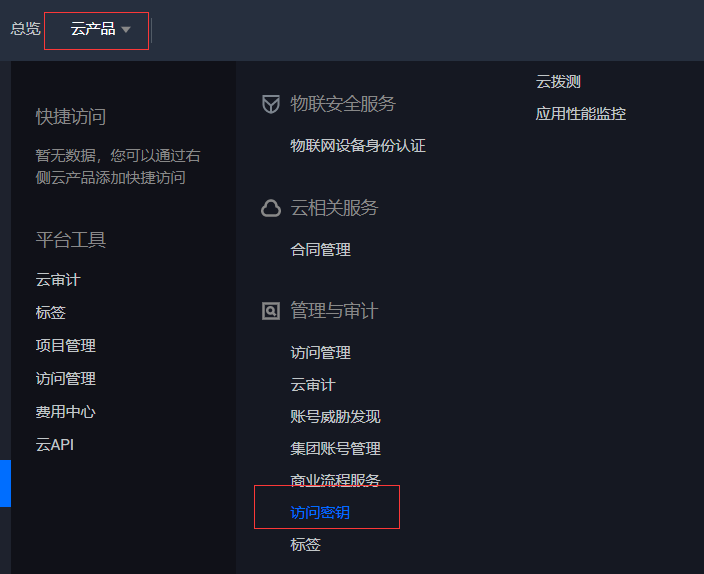 总览 云产品
快捷访问
暂无数据，您可以通过右
侧云产品添加快捷访问
平台工具
云审计
标签
项目管理
访问管理
费用中心
云API
物联安全服务
物联网设备身份认证
云相关服务
合同管理
管理与审计
访问管理
云审计
账号威胁发现
集团账号管理
商业流程服务
访问密钥
标签
云拨测
应用性能监控